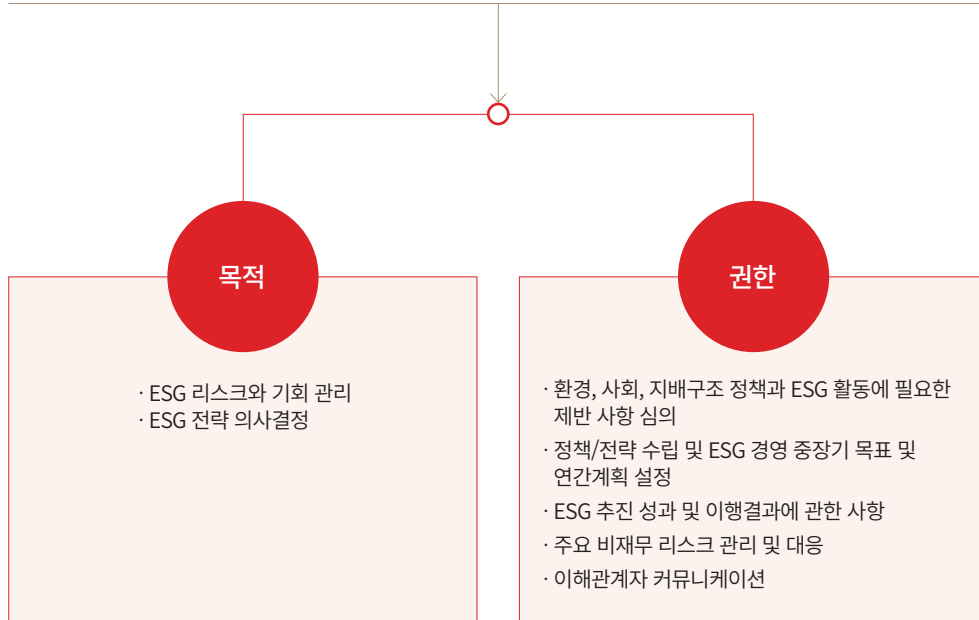 목적
· ESG 리스크와 기회 관리
· ESG 전략 의사결정
권한
· 환경, 사회, 지배구조 정책과 ESG 활동에 필요한
제반 사항 심의
· 정책/전략 수립 및 ESG 경영 중장기 목표 및
연간계획 설정
· ESG 추진 성과 및 이행결과에 관한 사항
· 주요 비재무 리스크 관리 및 대응
· 이해관계자 커뮤니케이션